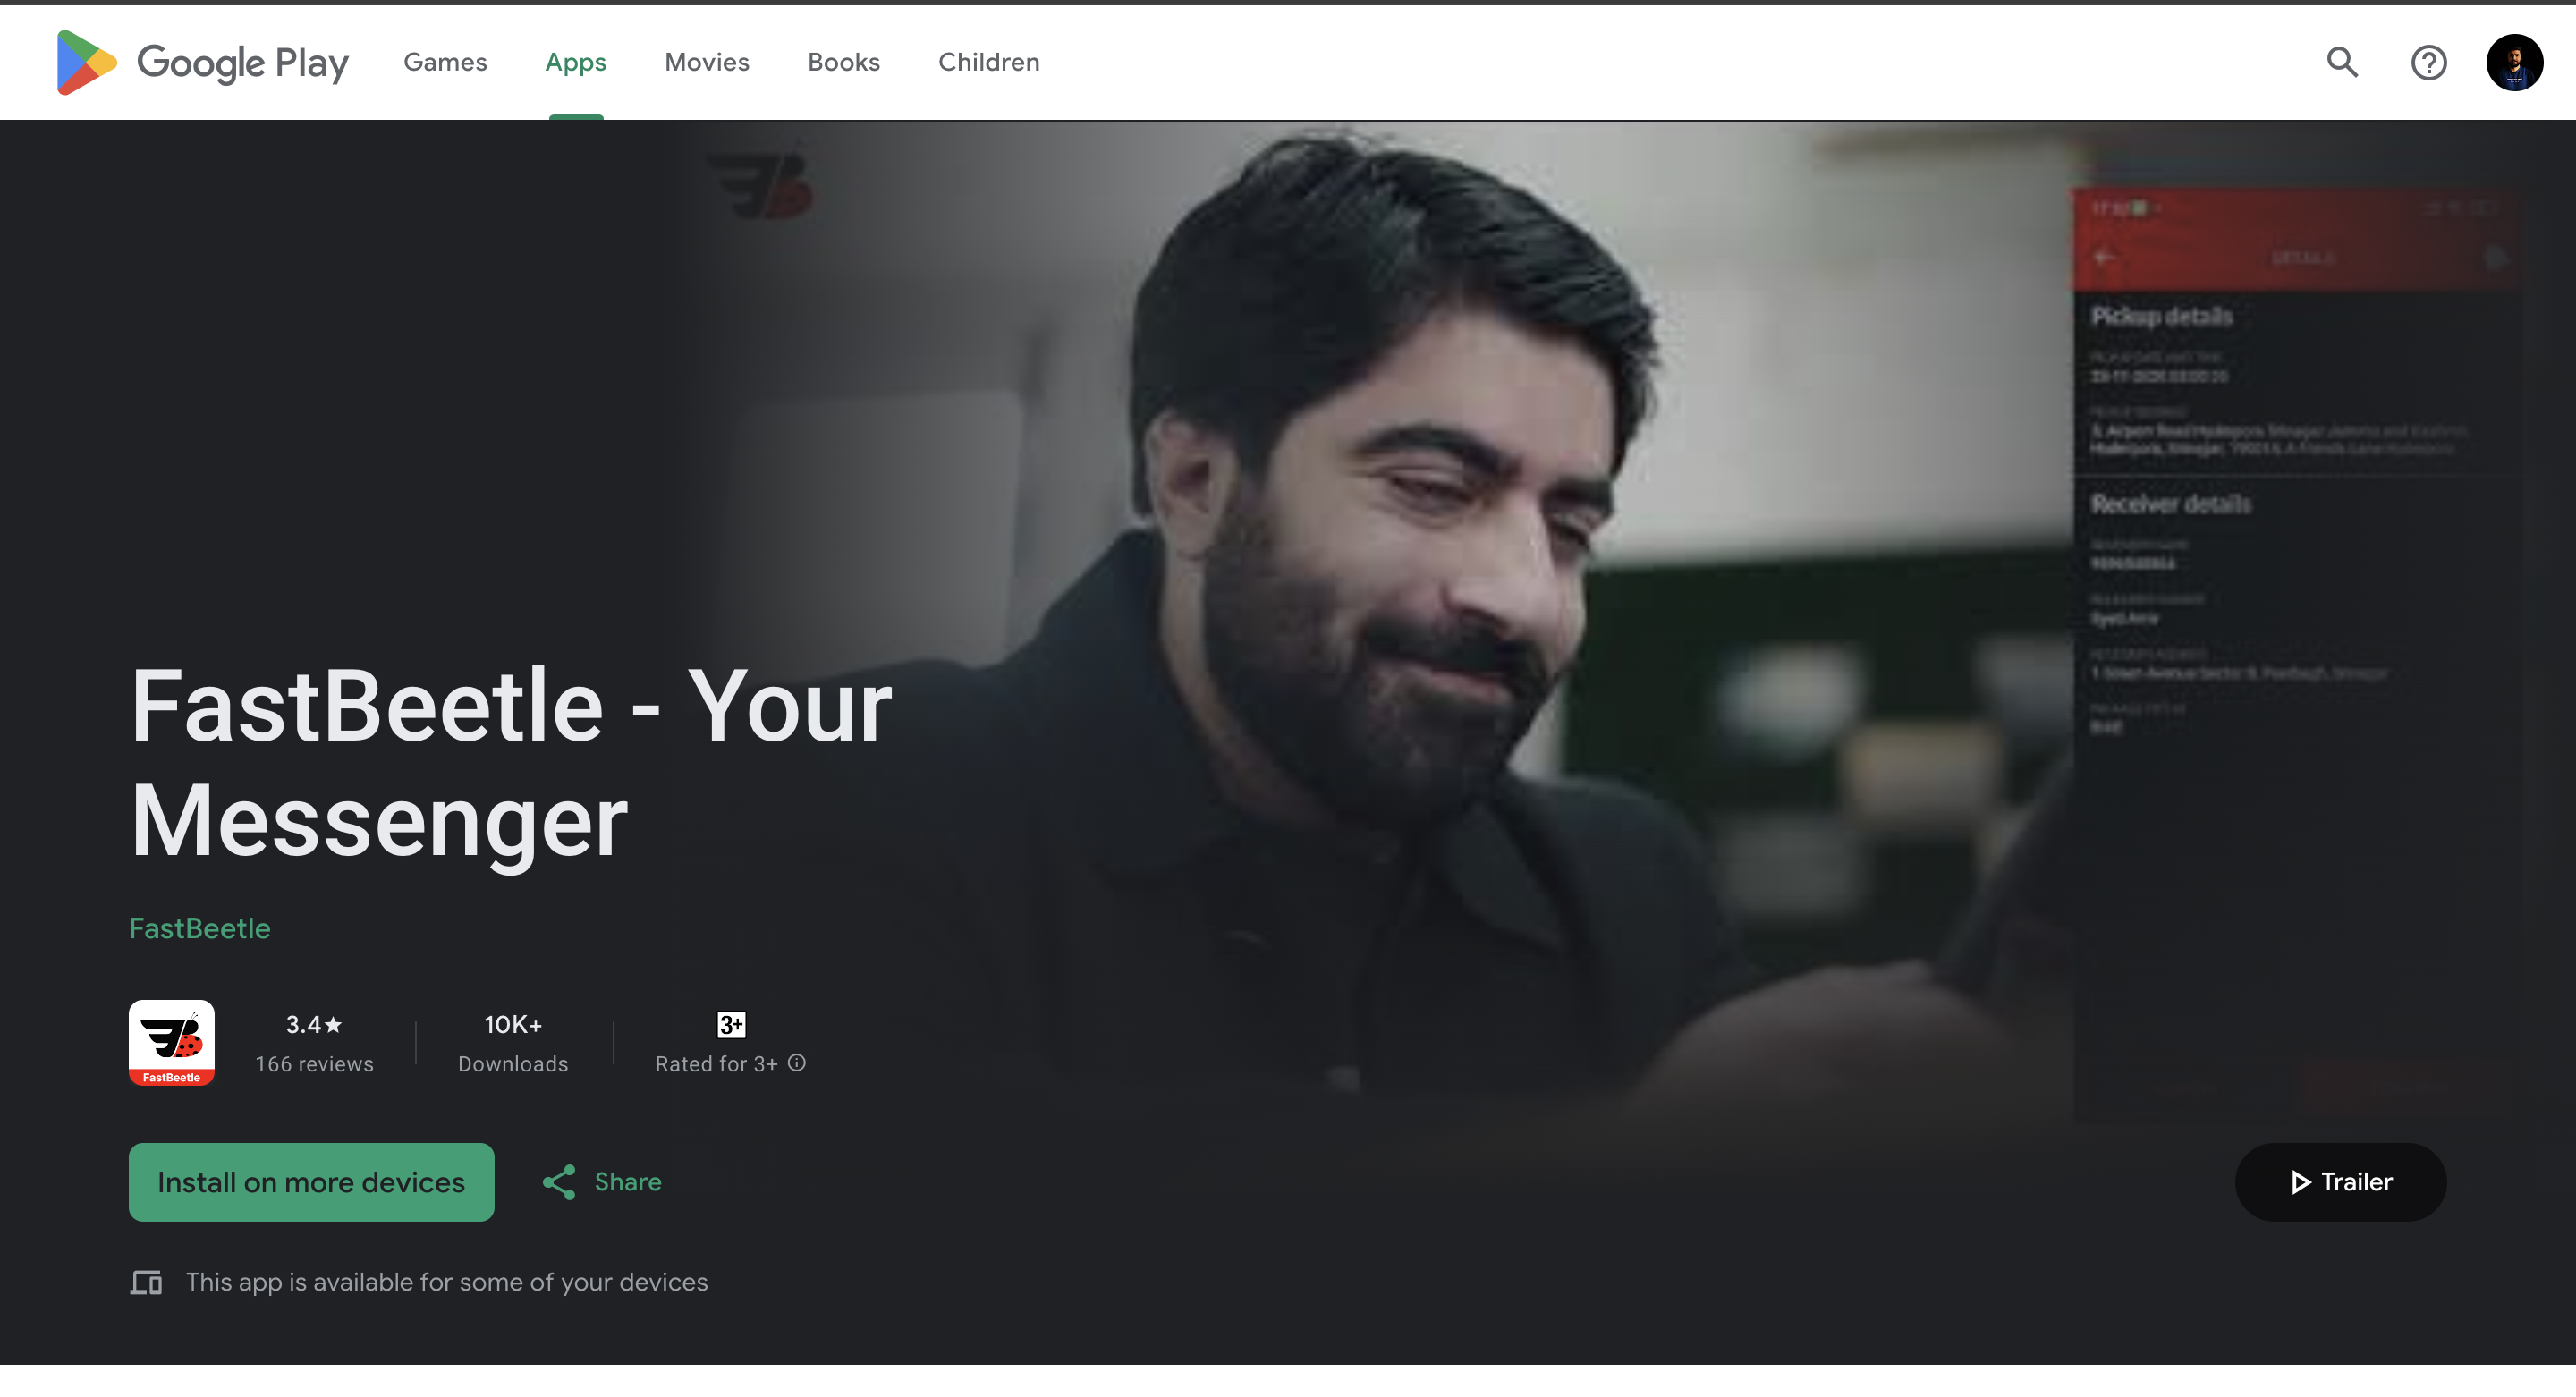 Google Play Games Apps Movies Books Children
DETAILS
Pickup details
Receiver details
FastBeetle - Your
Messenger
FastBeetle
3.4★ 10K+ 3+
166 reviews Downloads Rated for 3+
FastBeetle
Install on more devices Share Trailer
This app is available for some of your devices